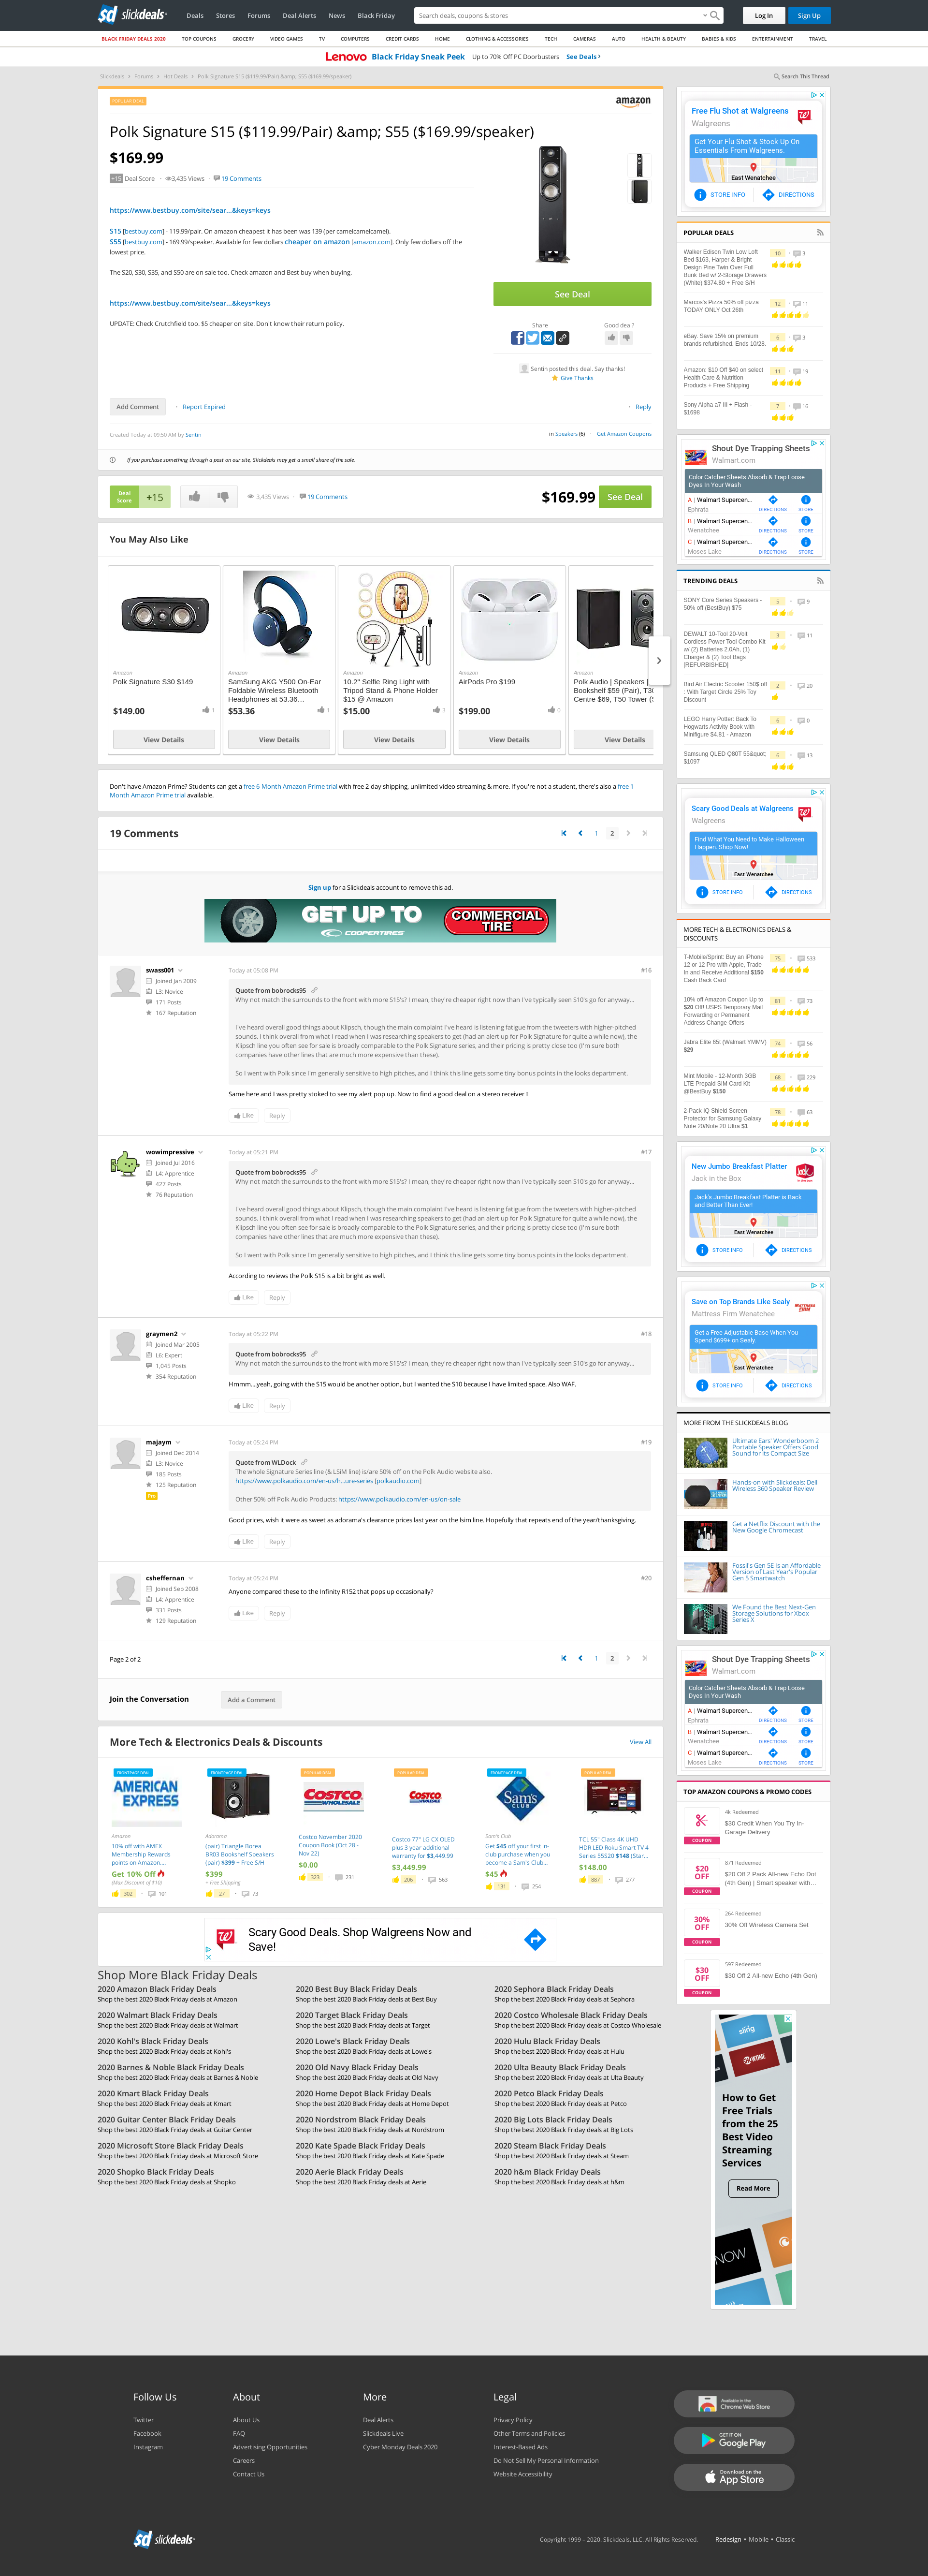 slickdeals
Deals Stores Forums Deal Alerts News Black Friday
Search deals, coupons & stores
Log In
Sign Up
BLACK FRIDAY DEALS 2020 TOP COUPONS GROCERY VIDEO GAMES TV COMPUTERS CREDIT CARDS HOME CLOTHING & ACCESSORIES TECH CAMERAS AUTO HEALTH & BEAUTY BABIES & KIDS ENTERTAINMENT TRAVEL
Lenovo Black Friday Sneak Peek Up to 70% Off PC Doorbusters See Deals
Slickdeals Forums Hot Deals Polk Signature S15 ($119.99/Pair) &amp; S55 ($169.99/speaker)
Search This Thread
POPULAR DEAL
amazon
Polk Signature S15 ($119.99/Pair) &amp; S55 ($169.99/speaker)
$169.99
+15 Deal Score 3,435 Views 19 Comments
https://www.bestbuy.com/site/sear...&keys=keys
S15 [bestbuy.com] - 119.99/pair. On amazon cheapest it has been was 139 (per camelcamelcamel).
S55 [bestbuy.com] - 169.99/speaker. Available for few dollars cheaper on amazon [amazon.com]. Only few dollars off the
lowest price.
The S20, S30, S35, and S50 are on sale too. Check amazon and Best buy when buying.
https://www.bestbuy.com/site/sear...&keys=keys
UPDATE: Check Crutchfield too. $5 cheaper on site. Don't know their return policy.
See Deal
Share
Good deal?
Sentin posted this deal. Say thanks!
Give Thanks
Add Comment
Report Expired
Reply
Created Today at 09:50 AM by Sentin
in Speakers (6) Get Amazon Coupons
If you purchase something through a post on our site, Slickdeals may get a small share of the sale.
Deal Score +15
3,435 Views 19 Comments
$169.99 See Deal
You May Also Like
Amazon
Polk Signature S30 $149
$149.00 1
View Details
Amazon
SamSung AKG Y500 On-Ear
Foldable Wireless Bluetooth
Headphones at 53.36...
$53.36 1
View Details
Amazon
10.2" Selfie Ring Light with
Tripod Stand & Phone Holder
$15 @ Amazon
$15.00 3
View Details
Amazon
AirPods Pro $199
$199.00 0
View Details
Amazon
Polk Audio | Speakers |
Bookshelf $59 (Pair), T30
Centre $69, T50 Tower (S
View Details
Don't have Amazon Prime? Students can get a free 6-Month Amazon Prime trial with free 2-day shipping, unlimited video streaming & more. If you're not a student, there's also a free 1-
Month Amazon Prime trial available.
19 Comments
1 2
Sign up for a Slickdeals account to remove this ad.
GET UP TO
COOPERTIRES
COMMERCIAL
TIRE
swass001
Joined Jan 2009
L3: Novice
171 Posts
167 Reputation
Today at 05:08 PM
#16
Quote from bobrocks95
Why not match the surrounds to the front with more S15's? I mean, they're cheaper right now than I've typically seen S10's go for anyway...
I've heard overall good things about Klipsch, though the main complaint I've heard is listening fatigue from the tweeters with higher-pitched
sounds. I think overall from what I read when I was researching speakers to get (had an alert up for Polk Signature for quite a while now), the
Klipsch line you often see for sale is broadly comparable to the Polk Signature series, and their pricing is pretty close too (I'm sure both
companies have other lines that are much more expensive than these).
So I went with Polk since I'm generally sensitive to high pitches, and I think this line gets some tiny bonus points in the looks department.
Same here and I was pretty stoked to see my alert pop up. Now to find a good deal on a stereo receiver
Like Reply
wowimpressive
Joined Jul 2016
L4: Apprentice
427 Posts
76 Reputation
Today at 05:21 PM
#17
Quote from bobrocks95
Why not match the surrounds to the front with more S15's? I mean, they're cheaper right now than I've typically seen S10's go for anyway...
I've heard overall good things about Klipsch, though the main complaint I've heard is listening fatigue from the tweeters with higher-pitched
sounds. I think overall from what I read when I was researching speakers to get (had an alert up for Polk Signature for quite a while now), the
Klipsch line you often see for sale is broadly comparable to the Polk Signature series, and their pricing is pretty close too (I'm sure both
companies have other lines that are much more expensive than these).
So I went with Polk since I'm generally sensitive to high pitches, and I think this line gets some tiny bonus points in the looks department.
According to reviews the Polk S15 is a bit bright as well.
Like Reply
graymen2
Joined Mar 2005
L6: Expert
1,045 Posts
354 Reputation
Today at 05:22 PM
#18
Quote from bobrocks95
Why not match the surrounds to the front with more S15's? I mean, they're cheaper right now than I've typically seen S10's go for anyway...
Hmmm....yeah, going with the S15 would be another option, but I wanted the S10 because I have limited space. Also WAF.
Like Reply
majaym
Joined Dec 2014
L3: Novice
185 Posts
125 Reputation
Pro
Today at 05:24 PM
#19
Quote from WLDock
The whole Signature Series line (& LSiM line) is/are 50% off on the Polk Audio website also.
https://www.polkaudio.com/en-us/h...ure-series [polkaudio.com]
Other 50% off Polk Audio Products: https://www.polkaudio.com/en-us/on-sale
Good prices, wish it were as sweet as adorama's clearance prices last year on the lsim line. Hopefully that repeats end of the year/thanksgiving.
Like Reply
csheffernan
Joined Sep 2008
L4: Apprentice
331 Posts
129 Reputation
Today at 05:24 PM
#20
Anyone compared these to the Infinity R152 that pops up occasionally?
Like Reply
Page 2 of 2
1 2
Join the Conversation Add a Comment
More Tech & Electronics Deals & Discounts
View All
FRONTPAGE DEAL
AMERICAN
EXPRESS
Amazon
10% off with AMEX
Membership Rewards
points on Amazon....
Get 10% Off
(Max Discount of $10)
302 101
FRONTPAGE DEAL
Adorama
(pair) Triangle Borea
BR03 Bookshelf Speakers
(pair) $399 + Free S/H
$399
+ Free Shipping
27 73
POPULAR DEAL
COSTCO
WHOLESALE
Costco November 2020
Coupon Book (Oct 28 -
Nov 22)
$0.00
323 231
POPULAR DEAL
COSTCO
WHOLESALE
Costco 77" LG CX OLED
plus 3 year additional
warranty for $3,449.99
$3,449.99
206 563
FRONTPAGE DEAL
Sam's
CLUB
Sam's Club
Get $45 off your first in-
club purchase when you
become a Sam's Club...
$45
131 254
POPULAR DEAL
TCL 55" Class 4K UHD
HDR LED Roku Smart TV 4
Series 55S20 $148 (Star...
$148.00
887 277
Scary Good Deals. Shop Walgreens Now and
Save!
Shop More Black Friday Deals
2020 Amazon Black Friday Deals
Shop the best 2020 Black Friday deals at Amazon
2020 Best Buy Black Friday Deals
Shop the best 2020 Black Friday deals at Best Buy
2020 Sephora Black Friday Deals
Shop the best 2020 Black Friday deals at Sephora
2020 Walmart Black Friday Deals
Shop the best 2020 Black Friday deals at Walmart
2020 Target Black Friday Deals
Shop the best 2020 Black Friday deals at Target
2020 Costco Wholesale Black Friday Deals
Shop the best 2020 Black Friday deals at Costco Wholesale
2020 Kohl's Black Friday Deals
Shop the best 2020 Black Friday deals at Kohl's
2020 Lowe's Black Friday Deals
Shop the best 2020 Black Friday deals at Lowe's
2020 Hulu Black Friday Deals
Shop the best 2020 Black Friday deals at Hulu
2020 Barnes & Noble Black Friday Deals
Shop the best 2020 Black Friday deals at Barnes & Noble
2020 Old Navy Black Friday Deals
Shop the best 2020 Black Friday deals at Old Navy
2020 Ulta Beauty Black Friday Deals
Shop the best 2020 Black Friday deals at Ulta Beauty
2020 Kmart Black Friday Deals
Shop the best 2020 Black Friday deals at Kmart
2020 Home Depot Black Friday Deals
Shop the best 2020 Black Friday deals at Home Depot
2020 Petco Black Friday Deals
Shop the best 2020 Black Friday deals at Petco
2020 Guitar Center Black Friday Deals
Shop the best 2020 Black Friday deals at Guitar Center
2020 Nordstrom Black Friday Deals
Shop the best 2020 Black Friday deals at Nordstrom
2020 Big Lots Black Friday Deals
Shop the best 2020 Black Friday deals at Big Lots
2020 Microsoft Store Black Friday Deals
Shop the best 2020 Black Friday deals at Microsoft Store
2020 Kate Spade Black Friday Deals
Shop the best 2020 Black Friday deals at Kate Spade
2020 Steam Black Friday Deals
Shop the best 2020 Black Friday deals at Steam
2020 Shopko Black Friday Deals
Shop the best 2020 Black Friday deals at Shopko
2020 Aerie Black Friday Deals
Shop the best 2020 Black Friday deals at Aerie
2020 h&m Black Friday Deals
Shop the best 2020 Black Friday deals at h&m
Free Flu Shot at Walgreens
Walgreens
Get Your Flu Shot & Stock Up On
Essentials From Walgreens.
East Wenatchee
STORE INFO DIRECTIONS
POPULAR DEALS
Walker Edison Twin Low Loft
Bed $163, Harper & Bright
Design Pine Twin Over Full
Bunk Bed w/ 2-Storage Drawers
(White) $374.80 + Free S/H
10 3
Marcos's Pizza 50% off pizza
TODAY ONLY Oct 26th
12 11
eBay. Save 15% on premium
brands refurbished. Ends 10/28.
6 3
Amazon: $10 Off $40 on select
Health Care & Nutrition
Products + Free Shipping
11 19
Sony Alpha a7 III + Flash -
$1698
7 16
Shout Dye Trapping Sheets
Walmart.com
Color Catcher Sheets Absorb & Trap Loose
Dyes In Your Wash
A | Walmart Supercen...
Ephrata DIRECTIONS STORE
B | Walmart Supercen...
Wenatchee DIRECTIONS STORE
C | Walmart Supercen...
Moses Lake DIRECTIONS STORE
TRENDING DEALS
SONY Core Series Speakers -
50% off (BestBuy) $75
5 9
DEWALT 10-Tool 20-Volt
Cordless Power Tool Combo Kit
w/ (2) Batteries 2.0Ah, (1)
Charger & (2) Tool Bags
[REFURBISHED]
3 11
Bird Air Electric Scooter 150$ off
: With Target Circle 25% Toy
Discount
2 20
LEGO Harry Potter: Back To
Hogwarts Activity Book with
Minifigure $4.81 - Amazon
6 0
Samsung QLED Q80T 55&quot;
$1097
6 13
Scary Good Deals at Walgreens
Walgreens
Find What You Need to Make Halloween
Happen. Shop Now!
East Wenatchee
STORE INFO DIRECTIONS
MORE TECH & ELECTRONICS DEALS &
DISCOUNTS
T-Mobile/Sprint: Buy an iPhone
12 or 12 Pro with Apple, Trade
In and Receive Additional $150
Cash Back Card
75 533
10% off Amazon Coupon Up to
$20 Off! USPS Temporary Mail
Forwarding or Permanent
Address Change Offers
81 73
Jabra Elite 65t (Walmart YMMV)
$29
74 56
Mint Mobile - 12-Month 3GB
LTE Prepaid SIM Card Kit
@BestBuy $150
68 229
2-Pack IQ Shield Screen
Protector for Samsung Galaxy
Note 20/Note 20 Ultra $1
78 63
New Jumbo Breakfast Platter
Jack in the Box
Jack's Jumbo Breakfast Platter is Back
and Better Than Ever!
East Wenatchee
STORE INFO DIRECTIONS
Save on Top Brands Like Sealy
Mattress Firm Wenatchee
Get a Free Adjustable Base When You
Spend $699+ on Sealy.
East Wenatchee
STORE INFO DIRECTIONS
MORE FROM THE SLICKDEALS BLOG
Ultimate Ears' Wonderboom 2
Portable Speaker Offers Good
Sound for its Compact Size
Hands-on with Slickdeals: Dell
Wireless 360 Speaker Review
Get a Netflix Discount with the
New Google Chromecast
Fossil's Gen 5E Is an Affordable
Version of Last Year's Popular
Gen 5 Smartwatch
We Found the Best Next-Gen
Storage Solutions for Xbox
Series X
Shout Dye Trapping Sheets
Walmart.com
Color Catcher Sheets Absorb & Trap Loose
Dyes In Your Wash
A | Walmart Supercen...
Ephrata DIRECTIONS STORE
B | Walmart Supercen...
Wenatchee DIRECTIONS STORE
C | Walmart Supercen...
Moses Lake DIRECTIONS STORE
TOP AMAZON COUPONS & PROMO CODES
4k Redeemed
$30 Credit When You Try In-
Garage Delivery
COUPON
871 Redeemed
$20 OFF
$20 Off 2 Pack All-new Echo Dot
(4th Gen) | Smart speaker with...
COUPON
264 Redeemed
30% OFF
30% Off Wireless Camera Set
COUPON
597 Redeemed
$30 OFF
$30 Off 2 All-new Echo (4th Gen)
COUPON
sling
SHOWTIME
How to Get
Free Trials
from the 25
Best Video
Streaming
Services
Read More
NOW
Follow Us
Twitter
Facebook
Instagram
About
About Us
FAQ
Advertising Opportunities
Careers
Contact Us
More
Deal Alerts
Slickdeals Live
Cyber Monday Deals 2020
Legal
Privacy Policy
Other Terms and Policies
Interest-Based Ads
Do Not Sell My Personal Information
Website Accessibility
Available in the
Chrome Web Store
GET IT ON
Google Play
Download on the
App Store
slickdeals
Copyright 1999 - 2020. Slickdeals, LLC. All Rights Reserved.
Redesign • Mobile • Classic